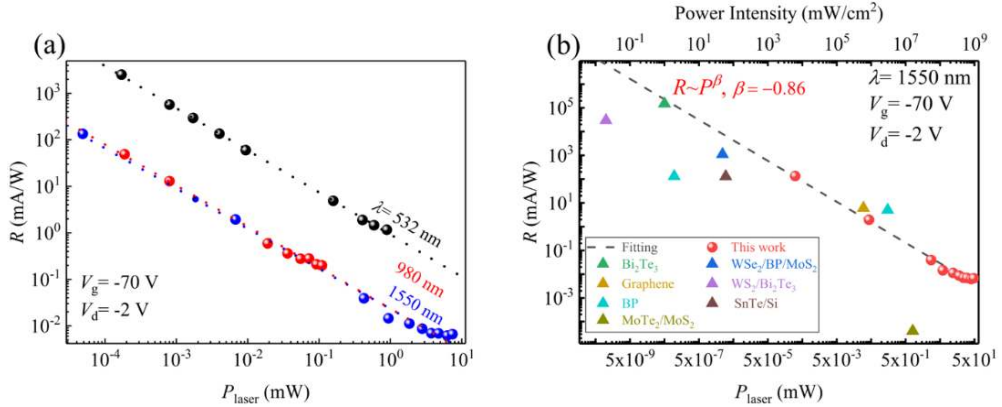 (a)
10³
10²
10¹
10⁰
10⁻¹
10⁻²
R (mA/W)
λ= 532 nm
980 nm
1550 nm
Vg= -70 V
Vd= -2 V
10⁻⁴
10⁻³
10⁻²
10⁻¹
10⁰
10¹
Plaser (mW)
Power Intensity (mW/cm²)
10⁻¹
10¹
10³
10⁵
10⁷
10⁹
(b)
R~Pᵝ, β = −0.86
λ= 1550 nm
Vg = -70 V
Vd= -2 V
10⁵
10³
10¹
10⁻¹
10⁻³
R (mA/W)
Fitting
This work
Bi₂Te₃
WSe₂/BP/MoS₂
Graphene
WS₂/Bi₂Te₃
BP
SnTe/Si
MoTe₂/MoS₂
5x10⁻⁹
5x10⁻⁷
5x10⁻⁵
5x10⁻³
5x10⁻¹
5x10¹
Plaser (mW)